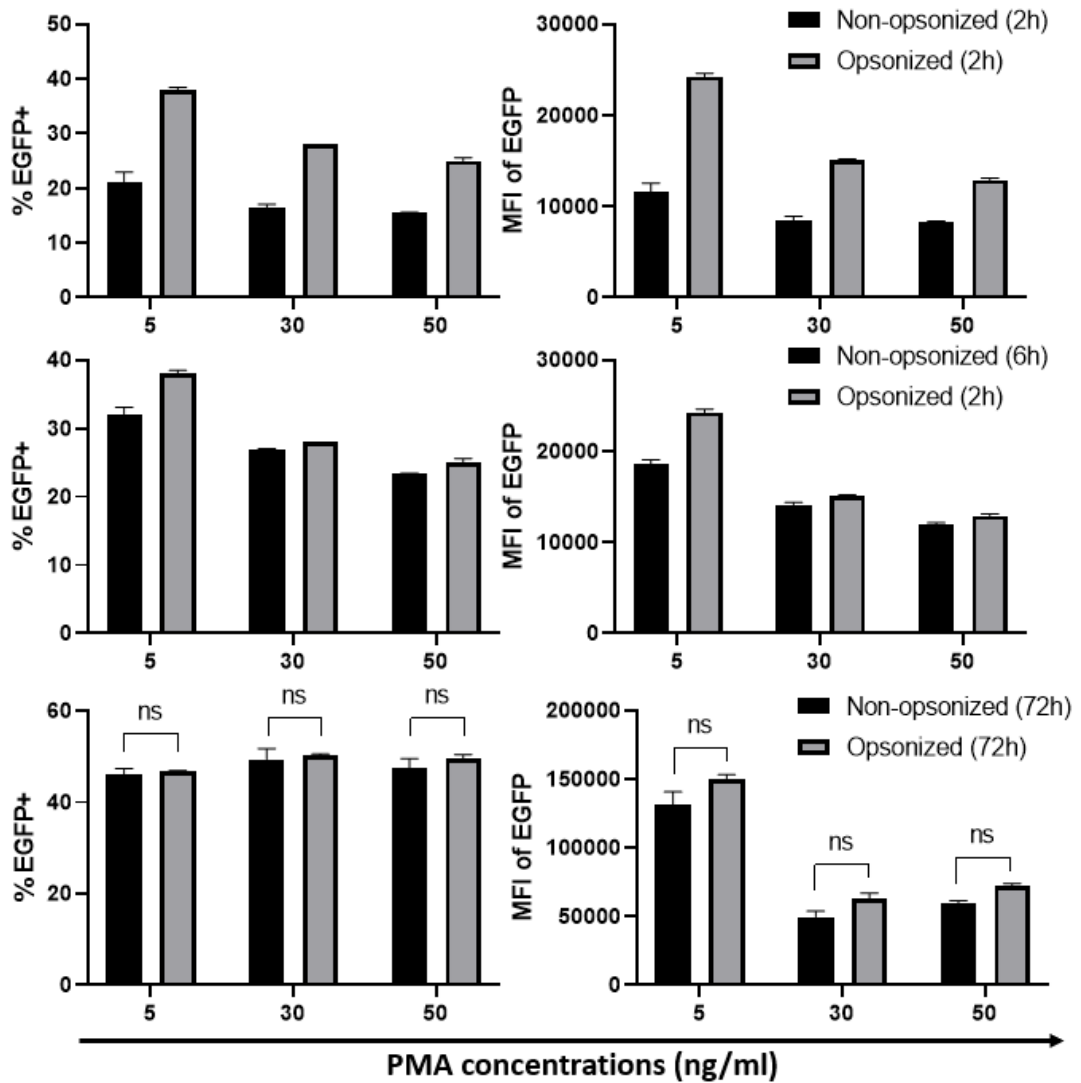 50
40
30
20
10
0
% EGFP+
5 30 50
30000
20000
10000
0
MFI of EGFP
5 30 50
Non-opsonized (2h)
Opsonized (2h)
40
30
20
10
0
% EGFP+
5 30 50
30000
20000
10000
0
MFI of EGFP
5 30 50
Non-opsonized (6h)
Opsonized (2h)
60
40
20
0
% EGFP+
ns ns ns
5 30 50
200000
150000
100000
50000
0
MFI of EGFP
ns ns ns
5 30 50
Non-opsonized (72h)
Opsonized (72h)
PMA concentrations (ng/ml)